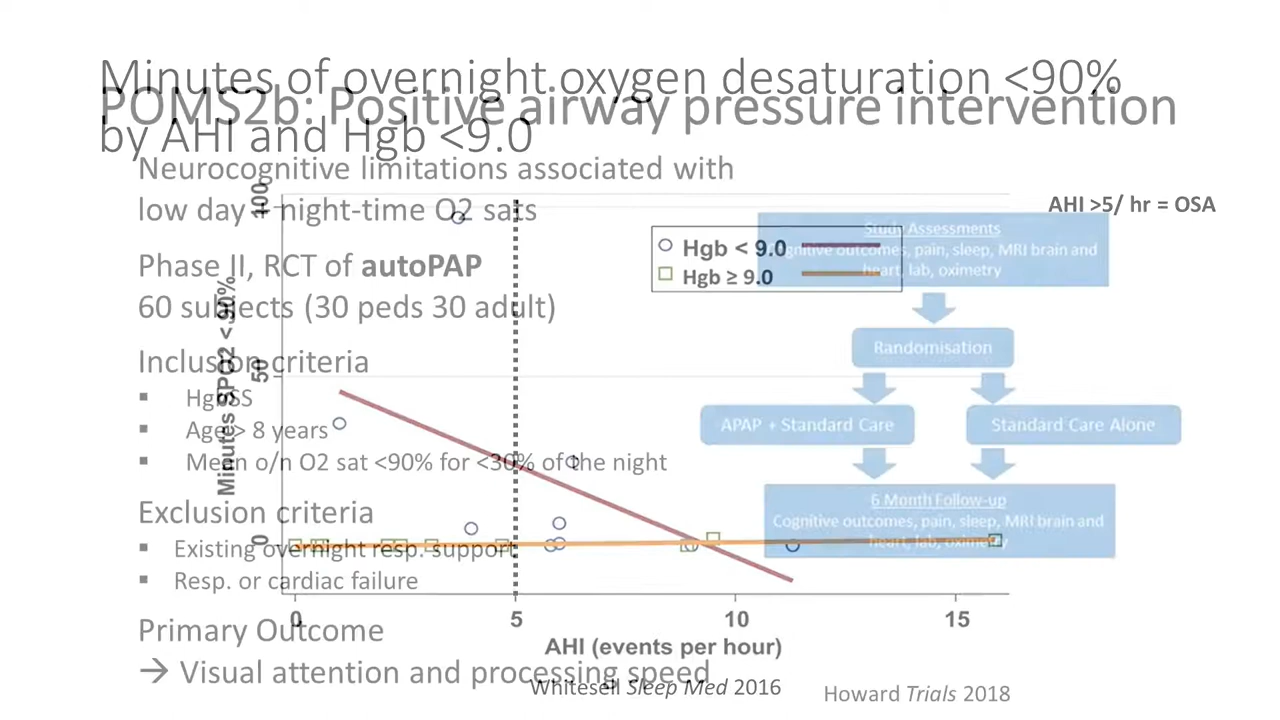 Minutes of overnight oxygen desaturation <90%
by AHI and Hgb <9.0
POMS2b: Positive airway pressure intervention
Neurocognitive limitations associated with
low day + night-time O2 sats
Phase II, RCT of autoPAP
60 subjects (30 peds 30 adult)
Inclusion criteria
▪ HgbSS
▪ Age > 8 years
▪ Mean o/n O2 sat <90% for <30% of the night
Exclusion criteria
▪ Existing overnight resp. support
▪ Resp. or cardiac failure
Primary Outcome
→ Visual attention and processing speed
AHI >5/ hr = OSA
Hgb < 9.0
Hgb ≥ 9.0
Minutes SPO2 < 90%
100
50
0
0 5 10 15
AHI (events per hour)
Whitesell Sleep Med 2016
Study Assessments
Cognitive outcomes, pain, sleep, MRI brain and
heart, lab, oximetry
Randomisation
APAP + Standard Care
Standard Care Alone
6 Month Follow-up
Cognitive outcomes, pain, sleep, MRI brain and
heart, lab, oximetry
Howard Trials 2018